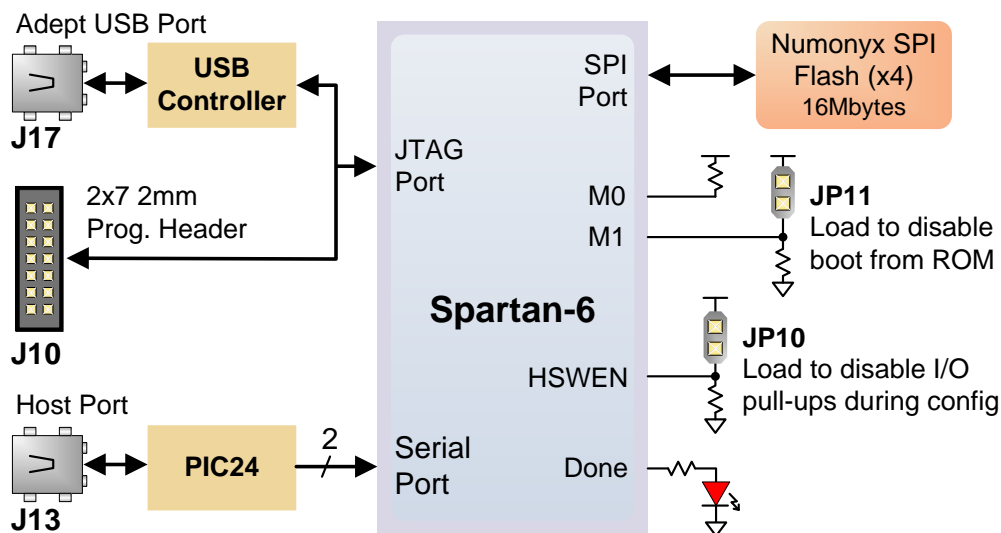 Adept USB Port
USB
Controller
J17
2x7 2mm
Prog. Header
J10
Host Port
PIC24
2
J13
SPI
Port
JTAG
Port
M0
M1
Spartan-6
HSWEN
Serial
Port
Done
Numonyx SPI
Flash (x4)
16Mbytes
JP11
Load to disable
boot from ROM
JP10
Load to disable I/O
pull-ups during config